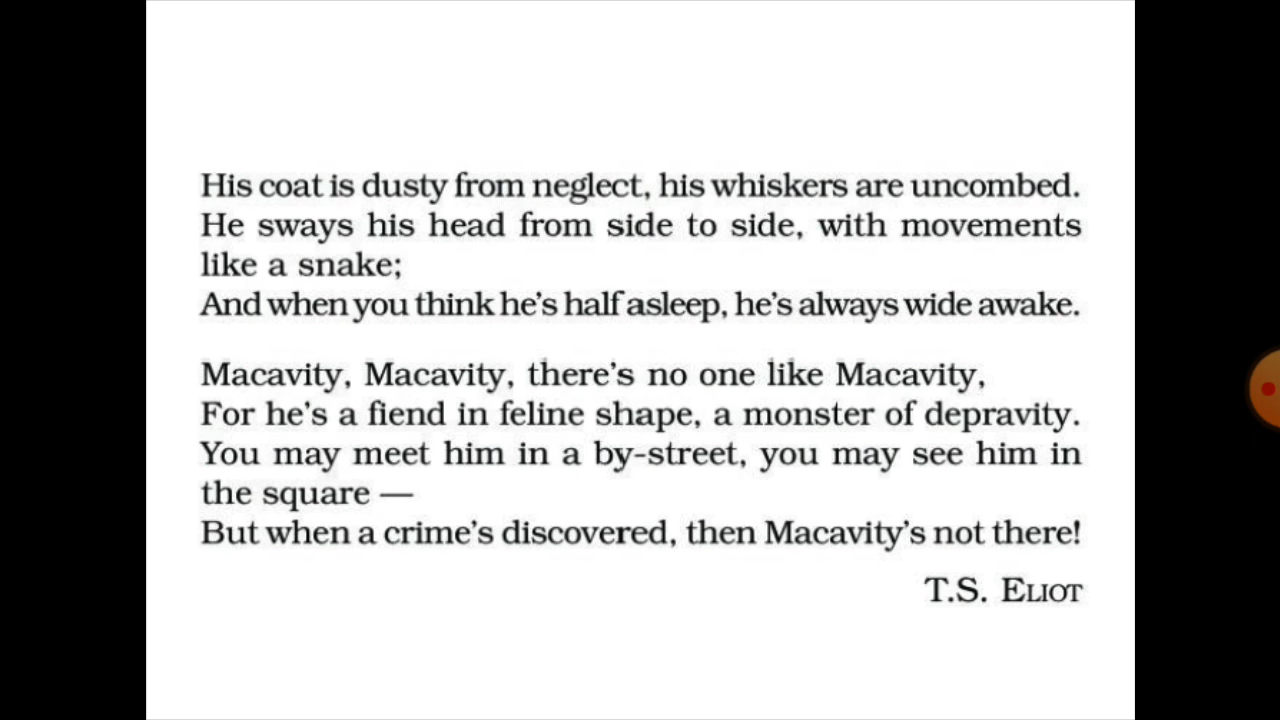 His coat is dusty from neglect, his whiskers are uncombed.
He sways his head from side to side, with movements
like a snake;
And when you think he's half asleep, he's always wide awake.
Macavity, Macavity, there's no one like Macavity,
For he's a fiend in feline shape, a monster of depravity.
You may meet him in a by-street, you may see him in
the square —
But when a crime's discovered, then Macavity's not there!
T.S. ELIOT